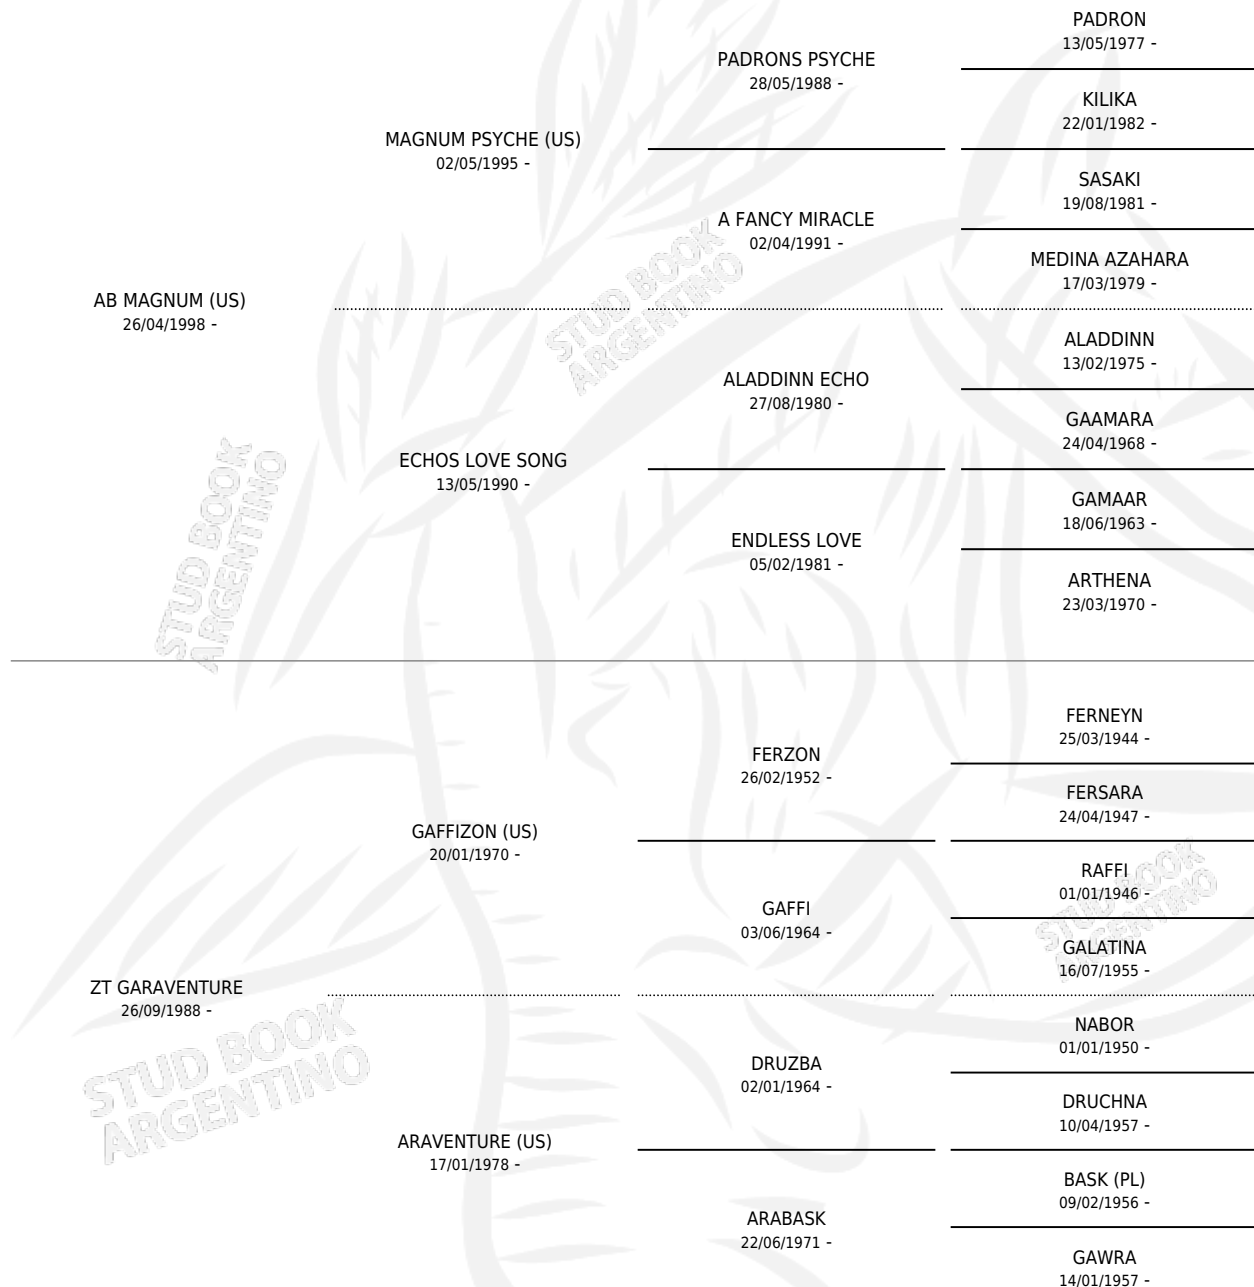 PADRON
13/05/1977 -
PADRONS PSYCHE
28/05/1988 -
KILIKA
22/01/1982 -
MAGNUM PSYCHE (US)
02/05/1995 -
SASAKI
19/08/1981 -
A FANCY MIRACLE
02/04/1991 -
MEDINA AZAHARA
17/03/1979 -
AB MAGNUM (US)
26/04/1998 -
STUD BOOK
ARGENTINO
ALADDINN
13/02/1975 -
ALADDINN ECHO
27/08/1980 -
GAAMARA
24/04/1968 -
ECHOS LOVE SONG
13/05/1990 -
GAMAAR
18/06/1963 -
ENDLESS LOVE
05/02/1981 -
ARTHENA
23/03/1970 -
STUD BOOK
ARGENTINO
FERNEYN
25/03/1944 -
FERZON
26/02/1952 -
FERSARA
24/04/1947 -
GAFFIZON (US)
20/01/1970 -
RAFFI
01/01/1946 -
GAFFI
03/06/1964 -
GALATINA
16/07/1955 -
STUD BOOK
ARGENTINO
ZT GARAVENTURE
26/09/1988 -
NABOR
01/01/1950 -
DRUZBA
02/01/1964 -
DRUCHNA
10/04/1957 -
STUD BOOK
ARGENTINO
ARAVENTURE (US)
17/01/1978 -
BASK (PL)
09/02/1956 -
ARABASK
22/06/1971 -
GAWRA
14/01/1957 -